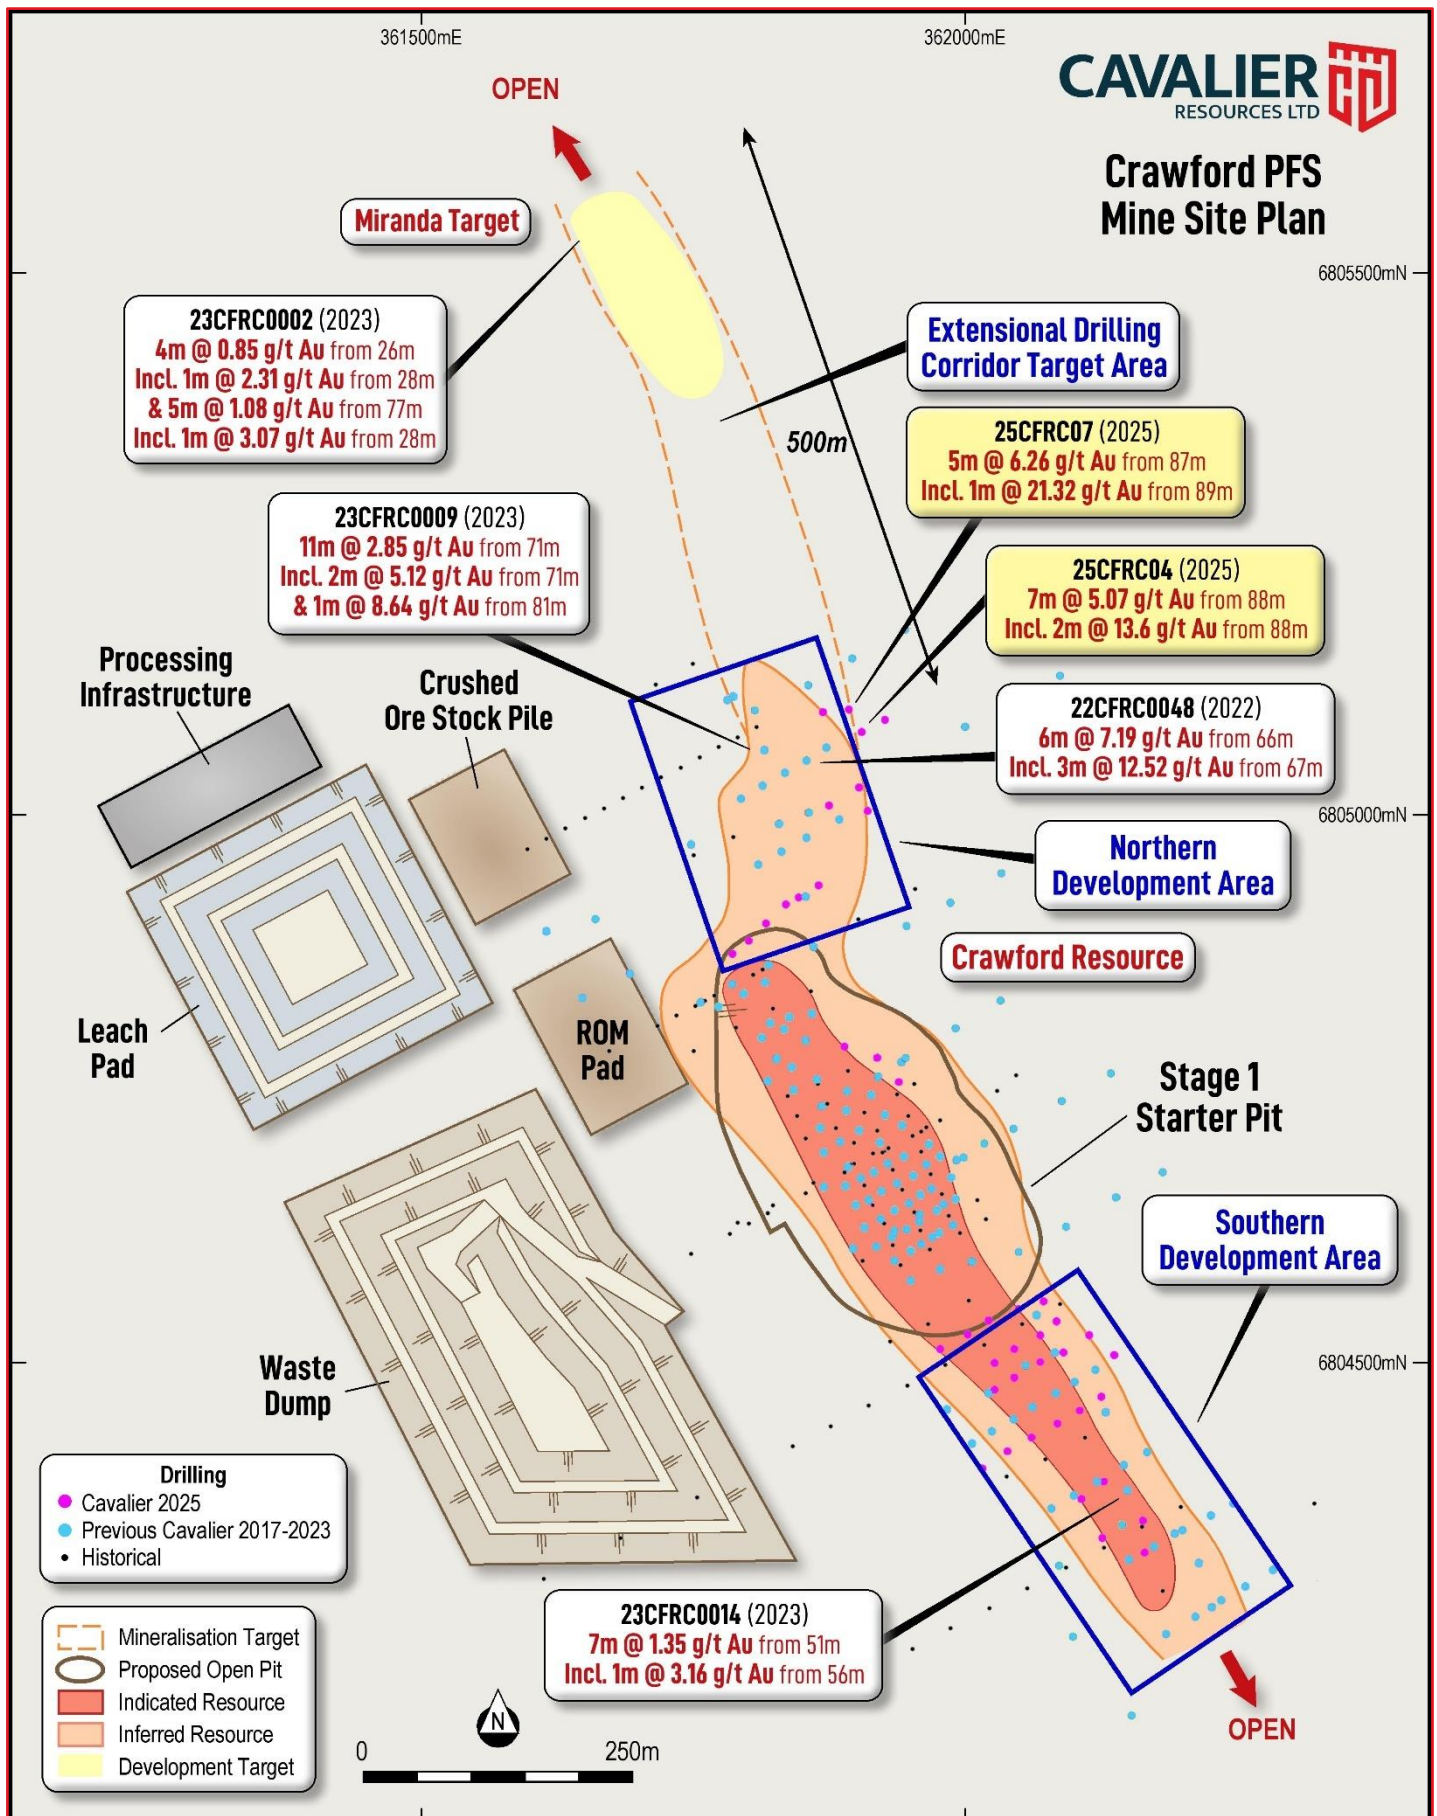 361500mE
362000mE
CAVALIER
RESOURCES LTD
Crawford PFS
Mine Site Plan
OPEN
Miranda Target
6805500mN
23CFRC0002 (2023)
4m @ 0.85 g/t Au from 26m
Incl. 1m @ 2.31 g/t Au from 28m
& 5m @ 1.08 g/t Au from 77m
Incl. 1m @ 3.07 g/t Au from 28m
Extensional Drilling
Corridor Target Area
500m
25CFRC07 (2025)
5m @ 6.26 g/t Au from 87m
Incl. 1m @ 21.32 g/t Au from 89m
23CFRC0009 (2023)
11m @ 2.85 g/t Au from 71m
Incl. 2m @ 5.12 g/t Au from 71m
& 1m @ 8.64 g/t Au from 81m
25CFRC04 (2025)
7m @ 5.07 g/t Au from 88m
Incl. 2m @ 13.6 g/t Au from 88m
Processing
Infrastructure
Crushed
Ore Stock Pile
22CFRC0048 (2022)
6m @ 7.19 g/t Au from 66m
Incl. 3m @ 12.52 g/t Au from 67m
6805000mN
Northern
Development Area
Crawford Resource
Leach
Pad
ROM
Pad
Stage 1
Starter Pit
Southern
Development Area
6804500mN
Waste
Dump
Drilling
Cavalier 2025
Previous Cavalier 2017-2023
Historical
23CFRC0014 (2023)
7m @ 1.35 g/t Au from 51m
Incl. 1m @ 3.16 g/t Au from 56m
Mineralisation Target
Proposed Open Pit
Indicated Resource
Inferred Resource
Development Target
N
0
250m
OPEN